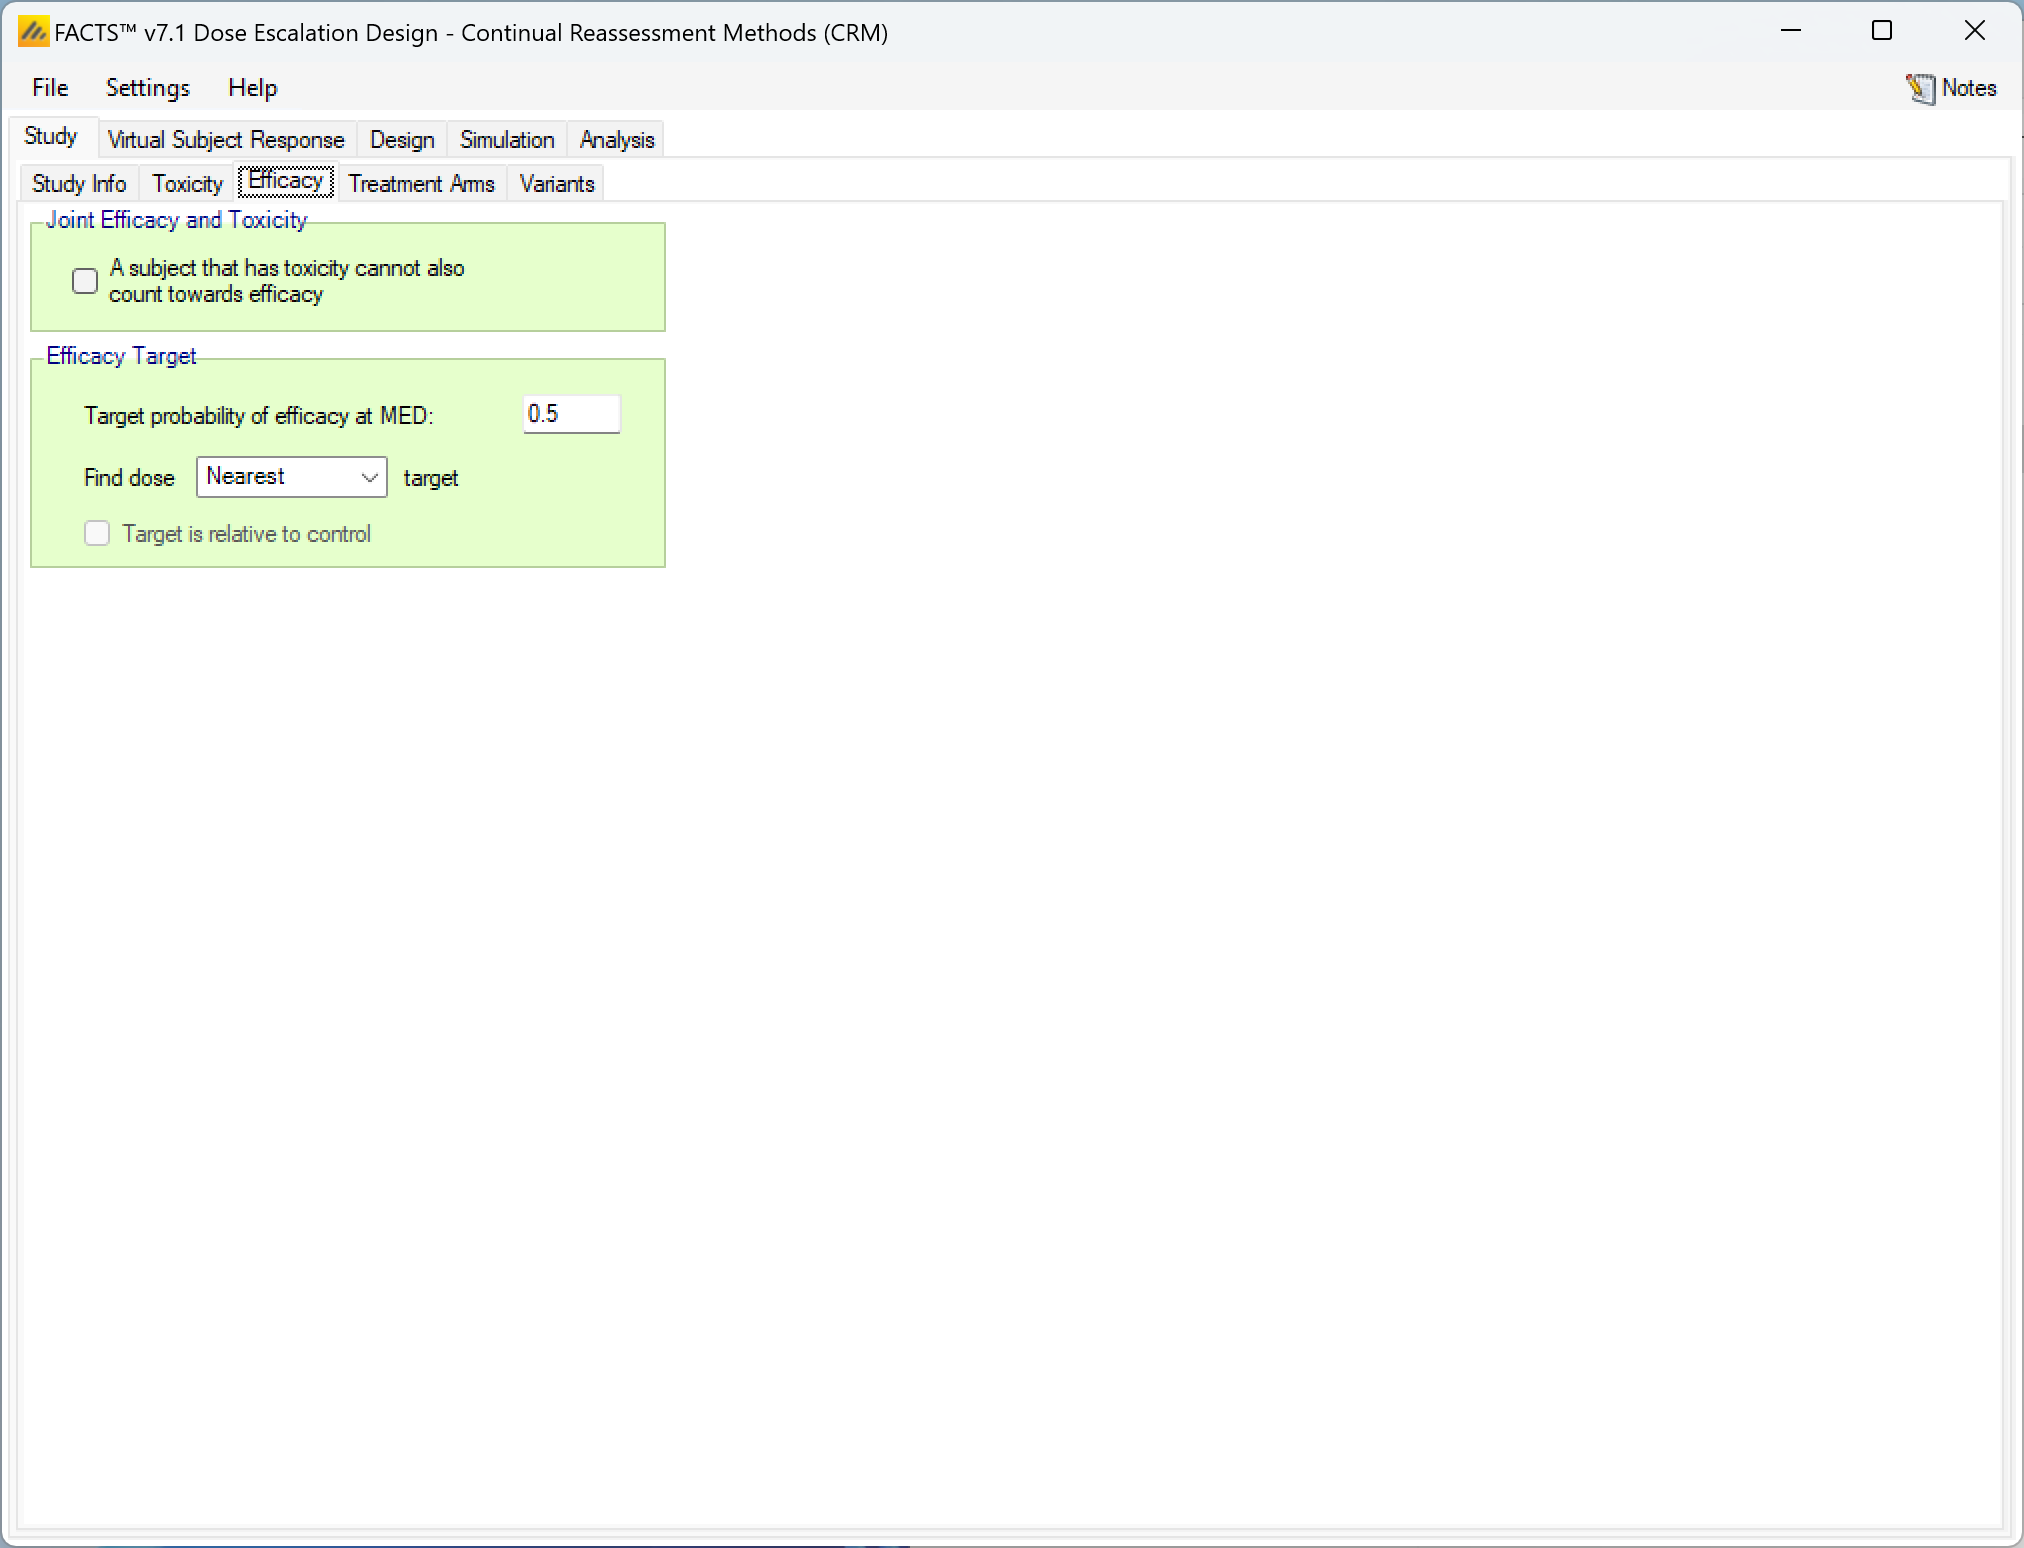 FACTS™ v7.1 Dose Escalation Design - Continual Reassessment Methods (CRM)
File Settings Help Notes
Study Virtual Subject Response Design Simulation Analysis
Study Info Toxicity Efficacy Treatment Arms Variants
Joint Efficacy and Toxicity
A subject that has toxicity cannot also
count towards efficacy
Efficacy Target
Target probability of efficacy at MED: 0.5
Find dose Nearest target
Target is relative to control